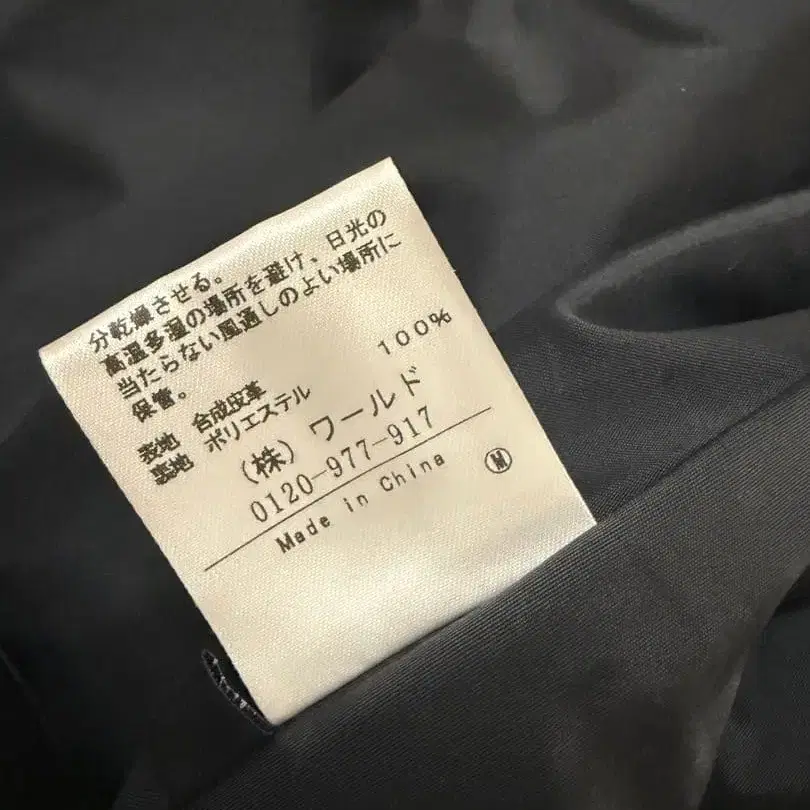 分乾燥させる。
高温多湿の場所を避け、日光の
当たらない風通しのよい場所に
保管。
表地 合成皮革
裏地 ポリエステル 100%
(株) ワールド
0120-977-917
Made in China
M